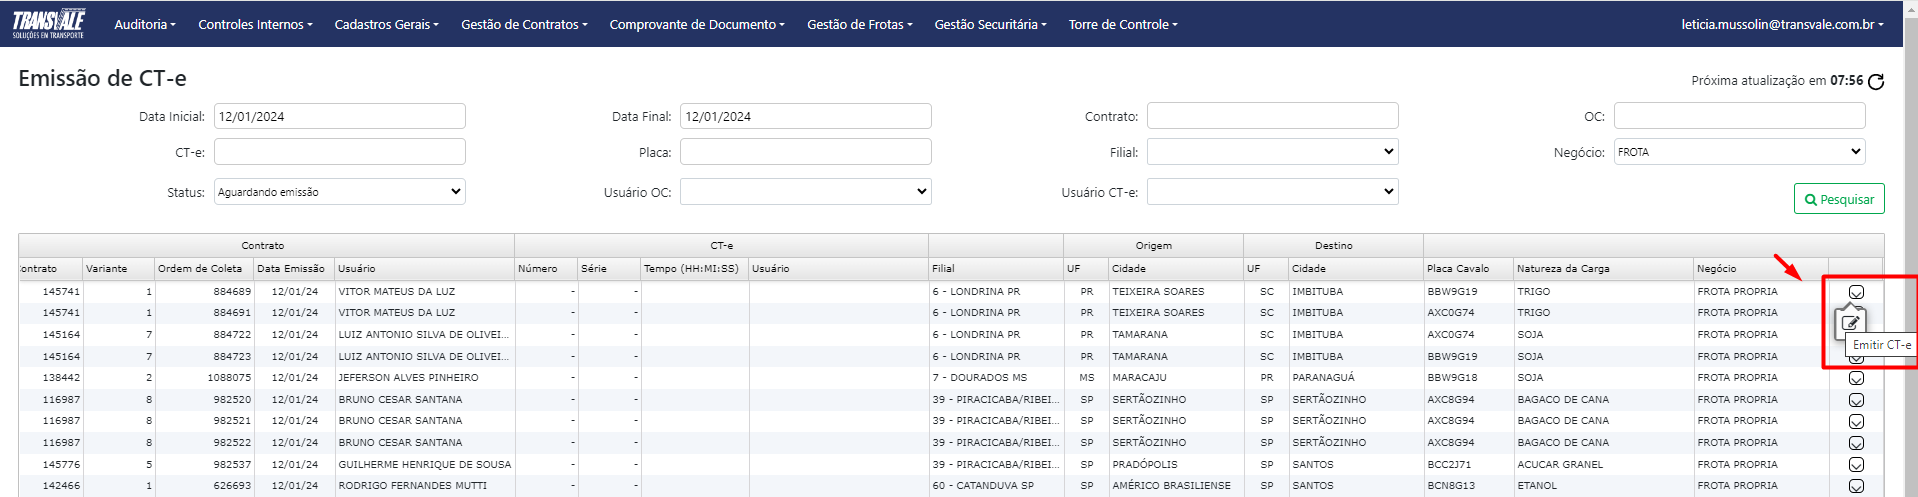 TRANSVALE
SOLUÇÕES EM TRANSPORTE
Auditoria Controles Internos Cadastros Gerais Gestão de Contratos Comprovante de Documento Gestão de Frotas Gestão Securitária Torre de Controle leticia.mussolin@transvale.com.br
Emissão de CT-e
Próxima atualização em 07:56
Data Inicial: 12/01/2024 Data Final: 12/01/2024 Contrato: OC:
CT-e: Placa: Filial: Negócio: FROTA
Status: Aguardando emissão Usuário OC: Usuário CT-e:
Pesquisar
Contrato CT-e Origem Destino
ontrato Variante Ordem de Coleta Data Emissão Usuário Número Série Tempo (HH:MI:SS) Usuário Filial UF Cidade UF Cidade Placa Cavalo Natureza da Carga Negócio
145741 1 884689 12/01/24 VITOR MATEUS DA LUZ - - 6 - LONDRINA PR PR TEIXEIRA SOARES SC IMBITUBA BBW9G19 TRIGO FROTA PROPRIA
145741 1 884691 12/01/24 VITOR MATEUS DA LUZ - - 6 - LONDRINA PR PR TEIXEIRA SOARES SC IMBITUBA AXC0G74 TRIGO FROTA PROPRIA
145164 7 884722 12/01/24 LUIZ ANTONIO SILVA DE OLIVEI... - - 6 - LONDRINA PR PR TAMARANA SC IMBITUBA AXC0G74 SOJA FROTA PROPRIA
Emitir CT-e
145164 7 884723 12/01/24 LUIZ ANTONIO SILVA DE OLIVEI... - - 6 - LONDRINA PR PR TAMARANA SC IMBITUBA BBW9G19 SOJA FROTA PROPRIA
138442 2 1088075 12/01/24 JEFERSON ALVES PINHEIRO - - 7 - DOURADOS MS MS MARACAJU PR PARANAGUÁ BBW9G18 SOJA FROTA PROPRIA
116987 8 982520 12/01/24 BRUNO CESAR SANTANA - - 39 - PIRACICABA/RIBEI... SP SERTÃOZINHO SP SERTÃOZINHO AXC8G94 BAGACO DE CANA FROTA PROPRIA
116987 8 982521 12/01/24 BRUNO CESAR SANTANA - - 39 - PIRACICABA/RIBEI... SP SERTÃOZINHO SP SERTÃOZINHO AXC8G94 BAGACO DE CANA FROTA PROPRIA
116987 8 982522 12/01/24 BRUNO CESAR SANTANA - - 39 - PIRACICABA/RIBEI... SP SERTÃOZINHO SP SERTÃOZINHO AXC8G94 BAGACO DE CANA FROTA PROPRIA
145776 5 982537 12/01/24 GUILHERME HENRIQUE DE SOUSA - - 39 - PIRACICABA/RIBEI... SP PRADÓPOLIS SP SANTOS BCC2J71 ACUCAR GRANEL FROTA PROPRIA
142466 1 626693 12/01/24 RODRIGO FERNANDES MUTTI - - 60 - CATANDUVA SP SP AMÉRICO BRASILIENSE SP SANTOS BCN8G13 ETANOL FROTA PROPRIA